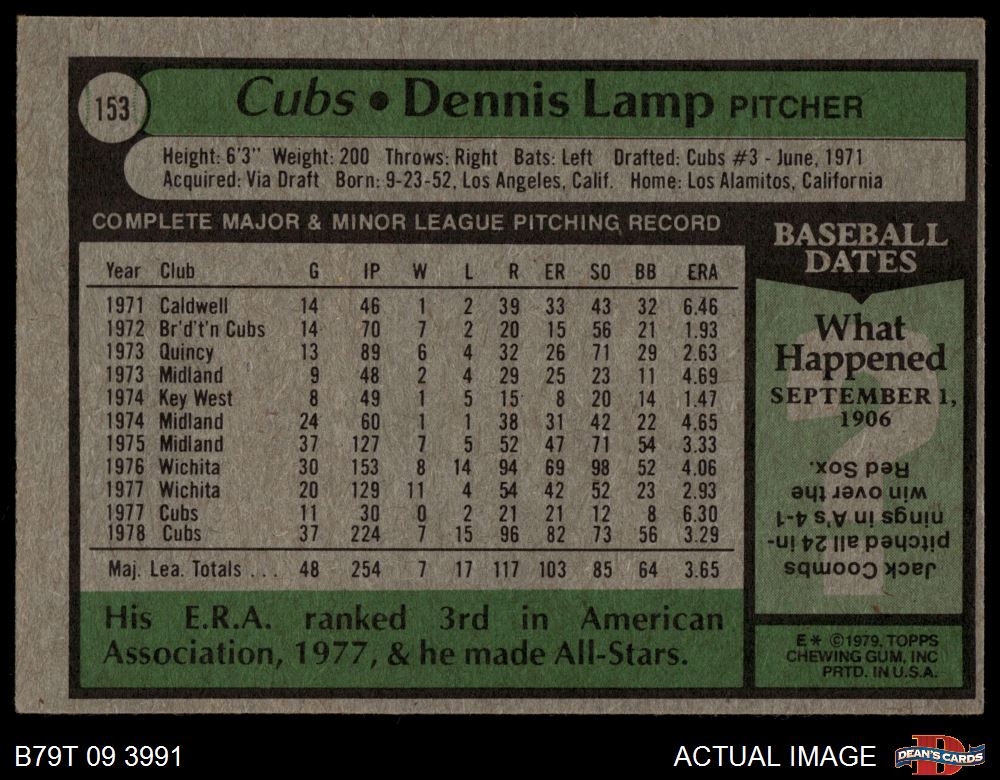 153
Cubs • Dennis Lamp PITCHER
Height: 6'3" Weight: 200 Throws: Right Bats: Left Drafted: Cubs #3 - June, 1971
Acquired: Via Draft Born: 9-23-52, Los Angeles, Calif. Home: Los Alamitos, California
COMPLETE MAJOR & MINOR LEAGUE PITCHING RECORD
Year Club G IP W L R ER SO BB ERA
1971 Caldwell 14 46 1 2 39 33 43 32 6.46
1972 Br'd't'n Cubs 14 70 7 2 20 15 56 21 1.93
1973 Quincy 13 89 6 4 32 26 71 29 2.63
1973 Midland 9 48 2 4 29 25 23 11 4.69
1974 Key West 8 49 1 5 15 8 20 14 1.47
1974 Midland 24 60 1 1 38 31 42 22 4.65
1975 Midland 37 127 7 5 52 47 71 54 3.33
1976 Wichita 30 153 8 14 94 69 98 52 4.06
1977 Wichita 20 129 11 4 54 42 52 23 2.93
1977 Cubs 11 30 0 2 21 21 12 8 6.30
1978 Cubs 37 224 7 15 96 82 73 56 3.29
Maj. Lea. Totals . . . 48 254 7 17 117 103 85 64 3.65
His E.R.A. ranked 3rd in American
Association, 1977, & he made All-Stars.
BASEBALL
DATES
What
Happened
SEPTEMBER 1,
1906
Jack Coombs
pitched all 24 in-
nings in A's 4-1
win over the
Red Sox.
E* ©1979, TOPPS
CHEWING GUM, INC
PRTD. IN U.S.A.
B79T 09 3991
ACTUAL IMAGE
DEAN'S CARDS